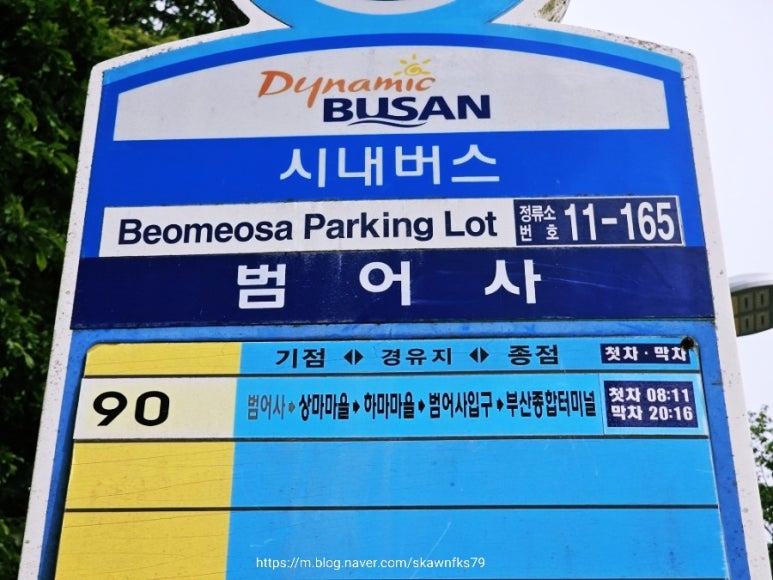 Dynamic
BUSAN
시내버스
Beomeosa Parking Lot 정류소 번호 11-165
범어사
기점 ◂▸ 경유지 ◂▸ 종점 첫차·막차
90 범어사➧상마마을➧하마마을➧범어사입구➧부산종합터미널 첫차 08:11
막차 20:16
https://m.blog.naver.com/skawnfks79